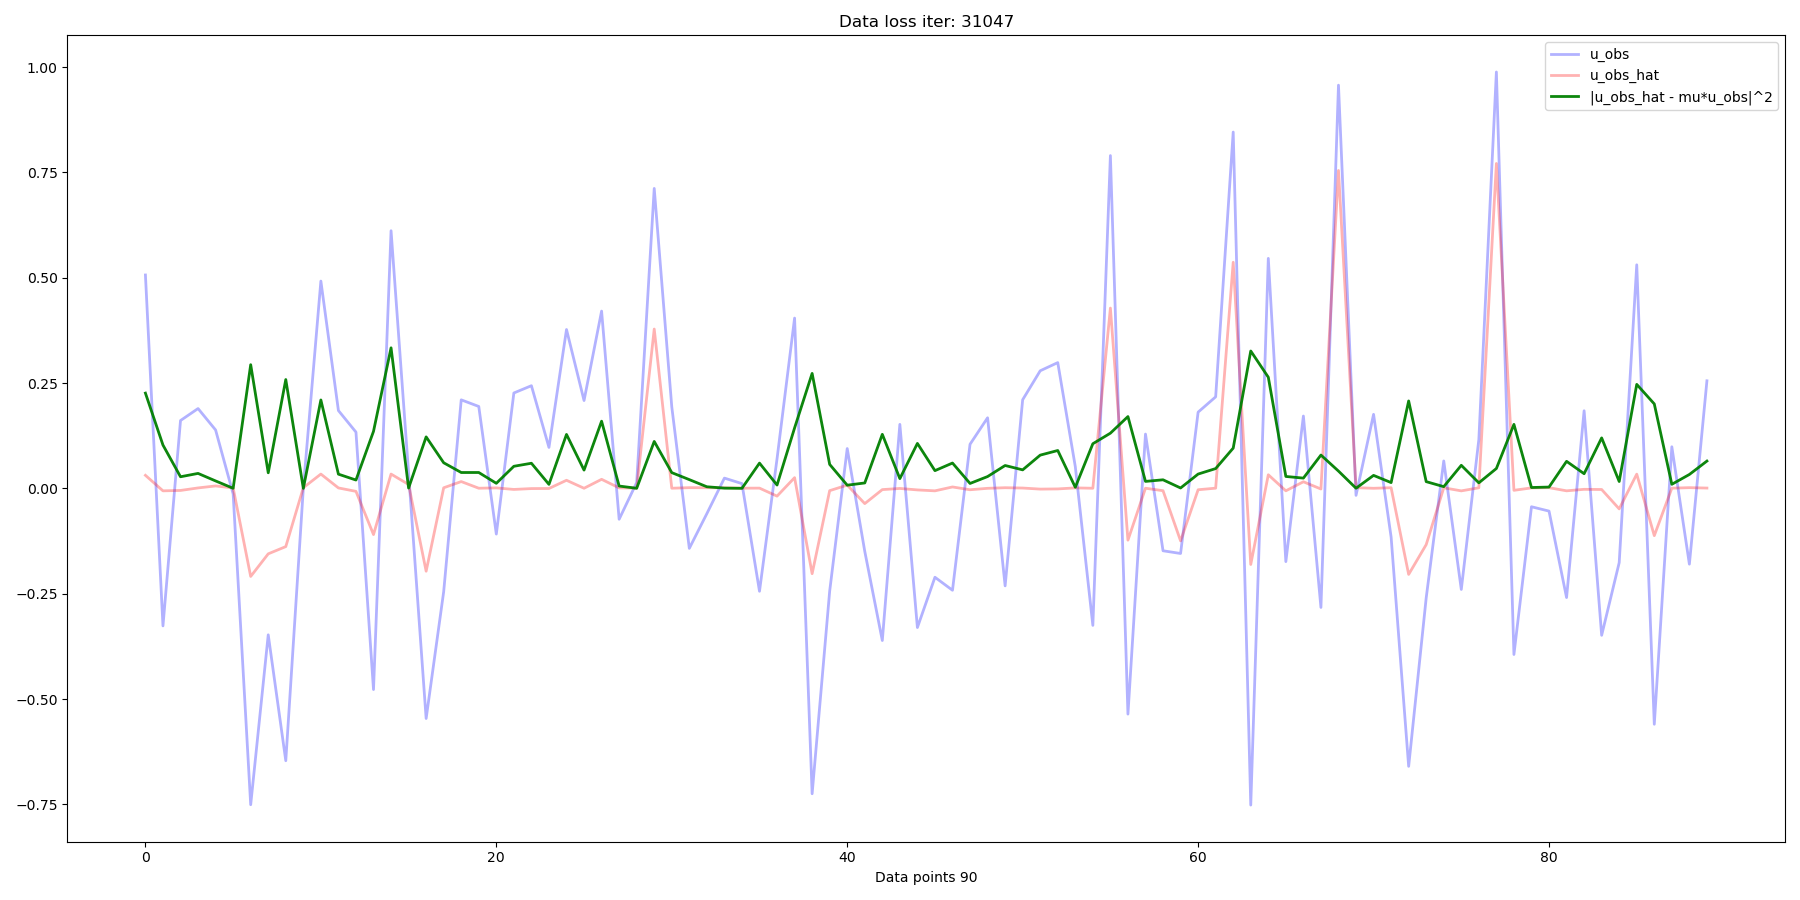 Data loss iter: 31047
u_obs
u_obs_hat
|u_obs_hat - mu*u_obs|^2
1.00
0.75
0.50
0.25
0.00
−0.25
−0.50
−0.75
0 20 40 60 80
Data points 90